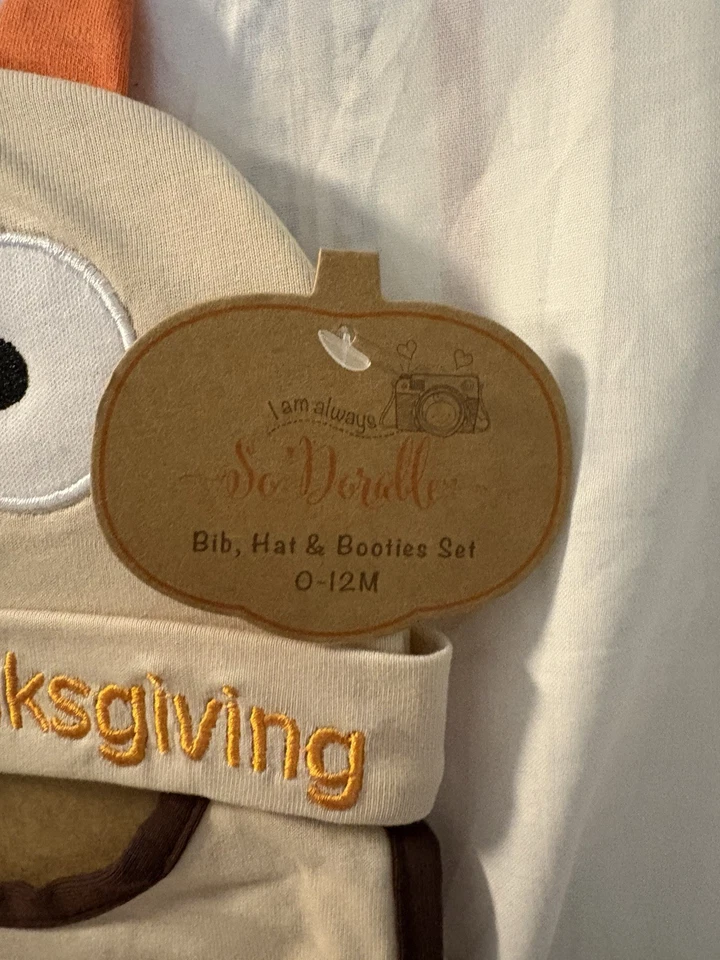 I am always
So'Dorable
Bib, Hat & Booties Set
0-12M
ksgiving